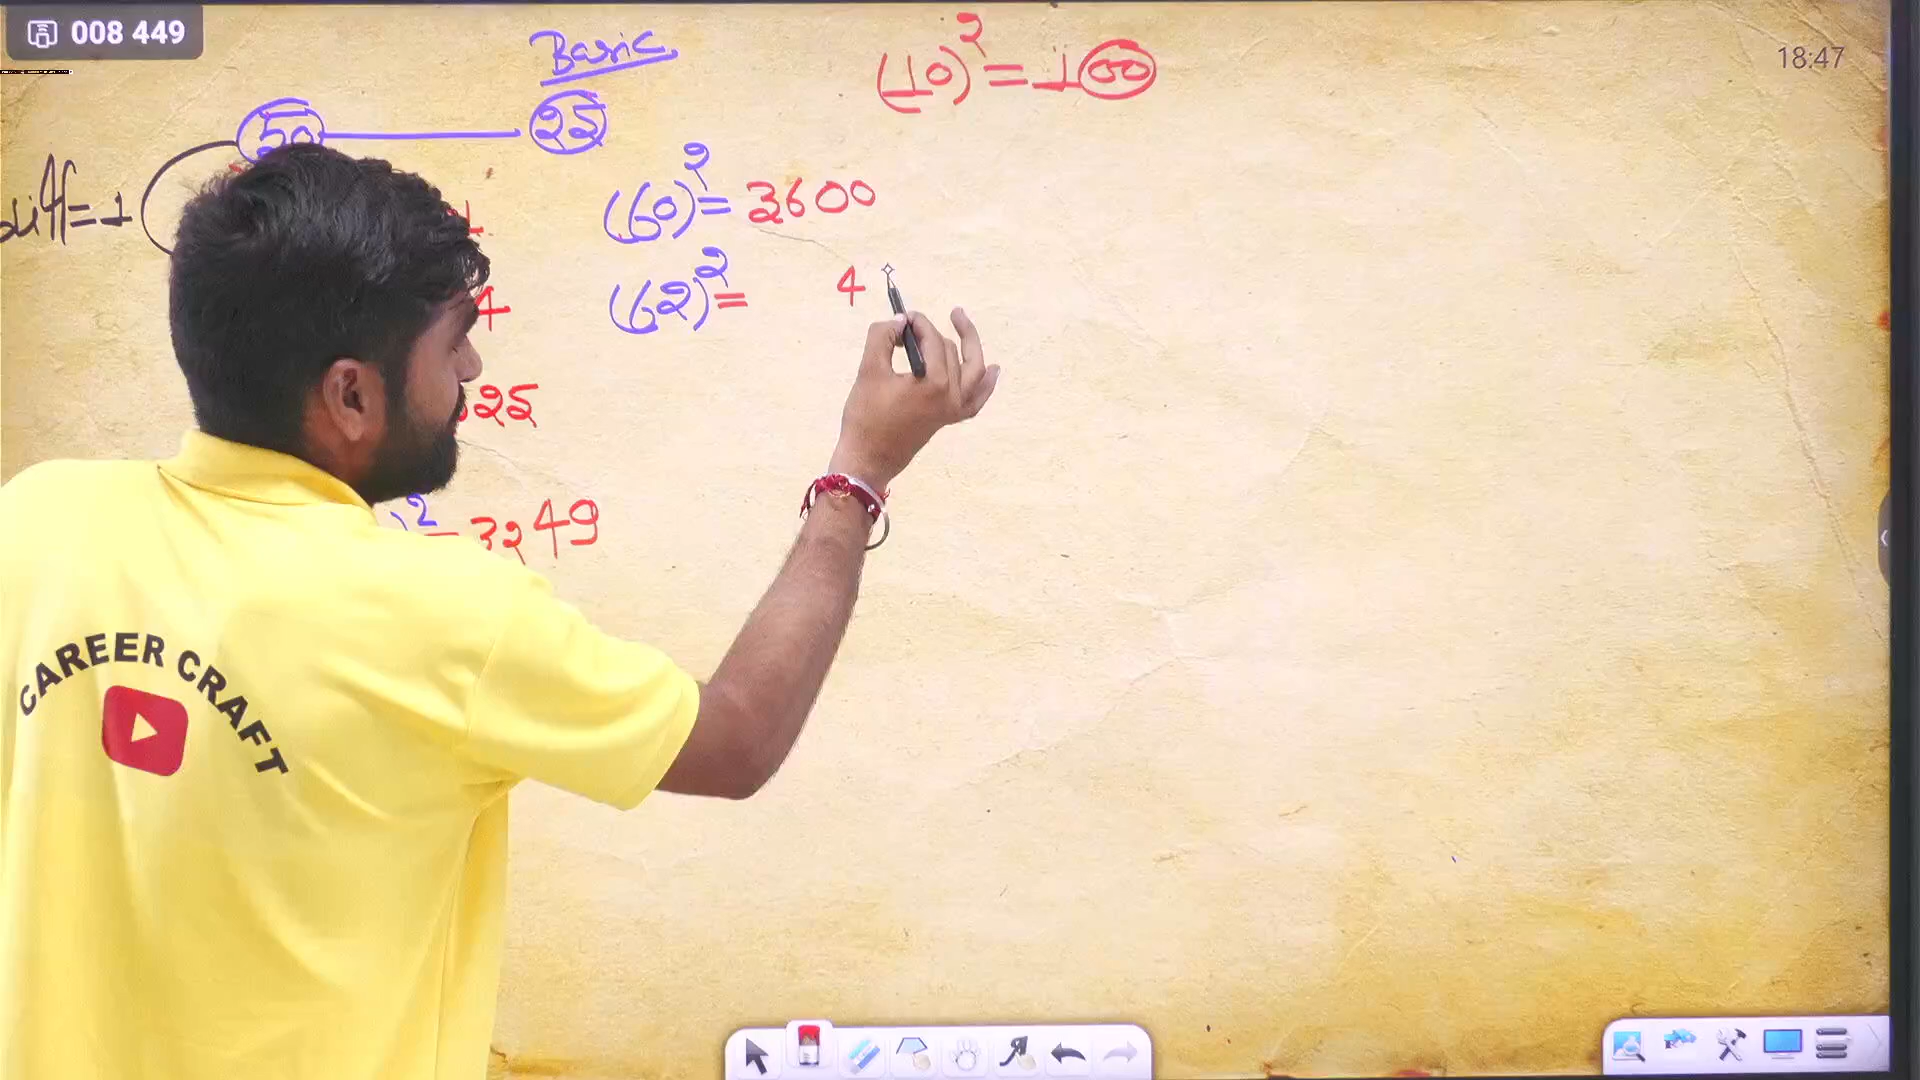 008 449
18:47
Basic
(10)² = 100
50 25
diff = 1
(60)² = 3600
(62)² = 4
4
25
)² = 3249
CAREER CRAFT